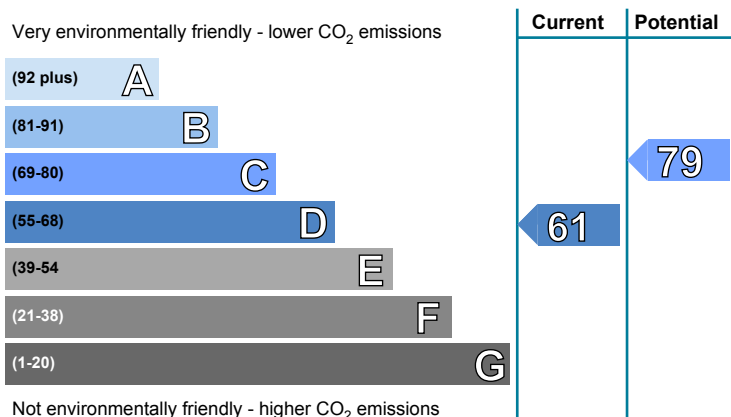 Very environmentally friendly - lower CO2 emissions
Current
Potential
(92 plus) A
(81-91) B
(69-80) C
79
(55-68) D
61
(39-54 E
(21-38) F
(1-20) G
Not environmentally friendly - higher CO2 emissions